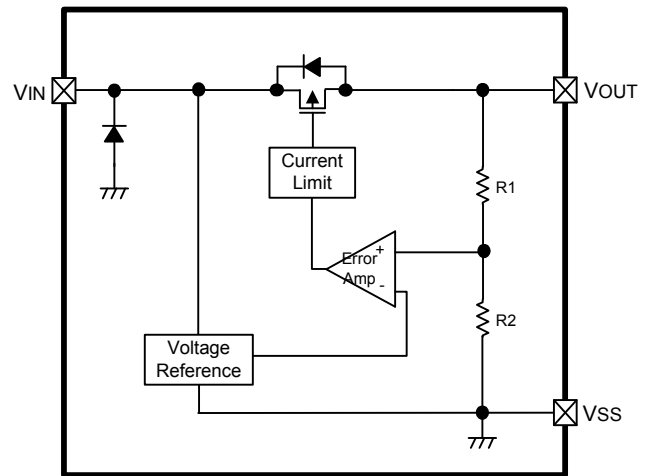 VIN
VOUT
Current
Limit
R1
Error
Amp
+
-
R2
Voltage
Reference
VSS